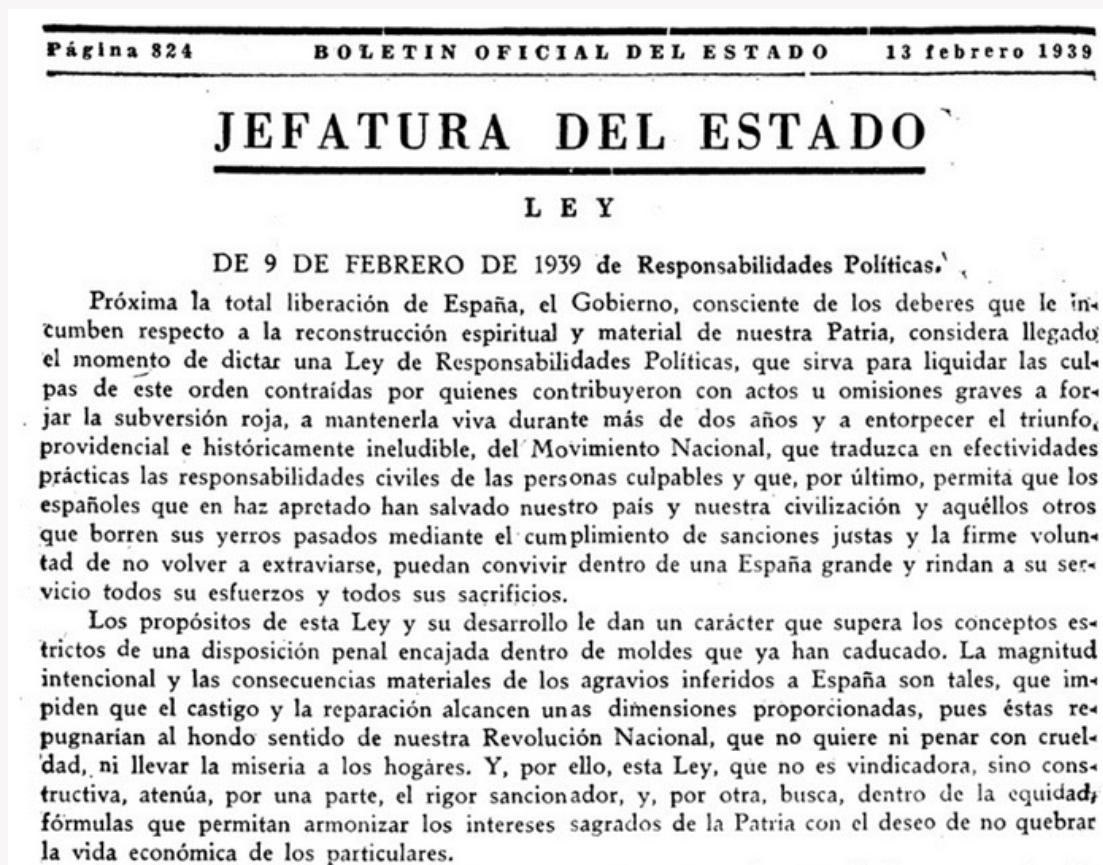 Página 824 BOLETIN OFICIAL DEL ESTADO 13 febrero 1939
JEFATURA DEL ESTADO
LEY
DE 9 DE FEBRERO DE 1939 de Responsabilidades Políticas.
Próxima la total liberación de España, el Gobierno, consciente de los deberes que le in-
cumben respecto a la reconstrucción espiritual y material de nuestra Patria, considera llegado
el momento de dictar una Ley de Responsabilidades Políticas, que sirva para liquidar las cul-
pas de este orden contraídas por quienes contribuyeron con actos u omisiones graves a for-
jar la subversión roja, a mantenerla viva durante más de dos años y a entorpecer el triunfo,
providencial e históricamente ineludible, del Movimiento Nacional, que traduzca en efectividades
prácticas las responsabilidades civiles de las personas culpables y que, por último, permita que los
españoles que en haz apretado han salvado nuestro país y nuestra civilización y aquéllos otros
que borren sus yerros pasados mediante el cumplimiento de sanciones justas y la firme volun-
tad de no volver a extraviarse, puedan convivir dentro de una España grande y rindan a su ser-
vicio todos su esfuerzos y todos sus sacrificios.
Los propósitos de esta Ley y su desarrollo le dan un carácter que supera los conceptos es-
trictos de una disposición penal encajada dentro de moldes que ya han caducado. La magnitud
intencional y las consecuencias materiales de los agravios inferidos a España son tales, que im-
piden que el castigo y la reparación alcancen unas dimensiones proporcionadas, pues éstas re-
pugnarían al hondo sentido de nuestra Revolución Nacional, que no quiere ni penar con cruel-
dad, ni llevar la miseria a los hogares. Y, por ello, esta Ley, que no es vindicadora, sino cons-
tructiva, atenúa, por una parte, el rigor sancionador, y, por otra, busca, dentro de la equidad,
fórmulas que permitan armonizar los intereses sagrados de la Patria con el deseo de no quebrar
la vida económica de los particulares.